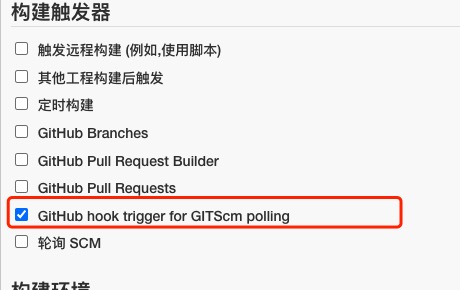 构建触发器
触发远程构建 (例如,使用脚本)
其他工程构建后触发
定时构建
GitHub Branches
GitHub Pull Request Builder
GitHub Pull Requests
GitHub hook trigger for GITScm polling
轮询 SCM
构建环境